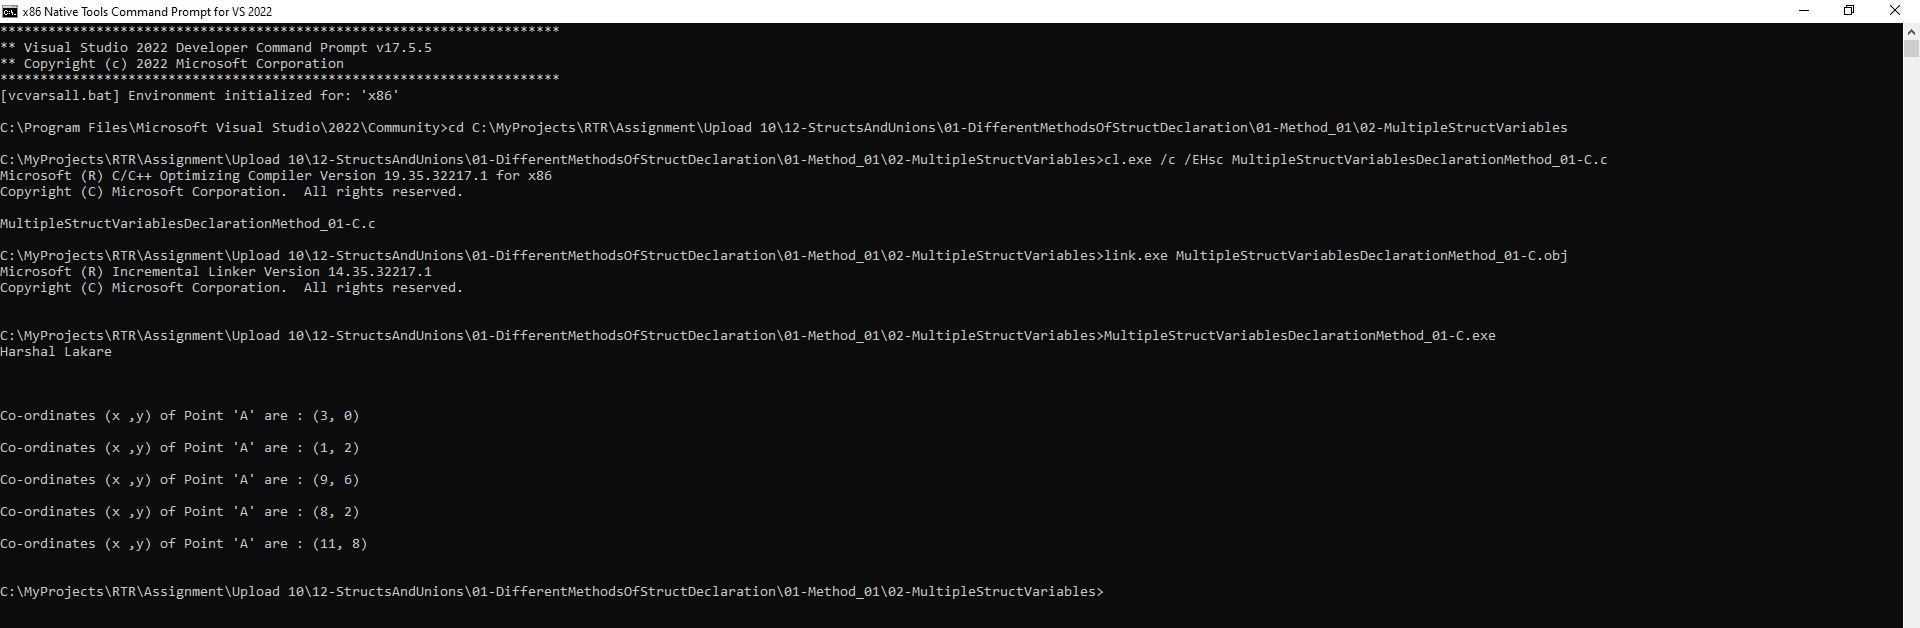 x86 Native Tools Command Prompt for VS 2022
**********************************************************************
** Visual Studio 2022 Developer Command Prompt v17.5.5
** Copyright (c) 2022 Microsoft Corporation
**********************************************************************
[vcvarsall.bat] Environment initialized for: 'x86'
C:\Program Files\Microsoft Visual Studio\2022\Community>cd C:\MyProjects\RTR\Assignment\Upload 10\12-StructsAndUnions\01-DifferentMethodsOfStructDeclaration\01-Method_01\02-MultipleStructVariables
C:\MyProjects\RTR\Assignment\Upload 10\12-StructsAndUnions\01-DifferentMethodsOfStructDeclaration\01-Method_01\02-MultipleStructVariables>cl.exe /c /EHsc MultipleStructVariablesDeclarationMethod_01-C.c
Microsoft (R) C/C++ Optimizing Compiler Version 19.35.32217.1 for x86
Copyright (C) Microsoft Corporation.  All rights reserved.
MultipleStructVariablesDeclarationMethod_01-C.c
C:\MyProjects\RTR\Assignment\Upload 10\12-StructsAndUnions\01-DifferentMethodsOfStructDeclaration\01-Method_01\02-MultipleStructVariables>link.exe MultipleStructVariablesDeclarationMethod_01-C.obj
Microsoft (R) Incremental Linker Version 14.35.32217.1
Copyright (C) Microsoft Corporation.  All rights reserved.
C:\MyProjects\RTR\Assignment\Upload 10\12-StructsAndUnions\01-DifferentMethodsOfStructDeclaration\01-Method_01\02-MultipleStructVariables>MultipleStructVariablesDeclarationMethod_01-C.exe
Harshal Lakare
Co-ordinates (x ,y) of Point 'A' are : (3, 0)
Co-ordinates (x ,y) of Point 'A' are : (1, 2)
Co-ordinates (x ,y) of Point 'A' are : (9, 6)
Co-ordinates (x ,y) of Point 'A' are : (8, 2)
Co-ordinates (x ,y) of Point 'A' are : (11, 8)
C:\MyProjects\RTR\Assignment\Upload 10\12-StructsAndUnions\01-DifferentMethodsOfStructDeclaration\01-Method_01\02-MultipleStructVariables>